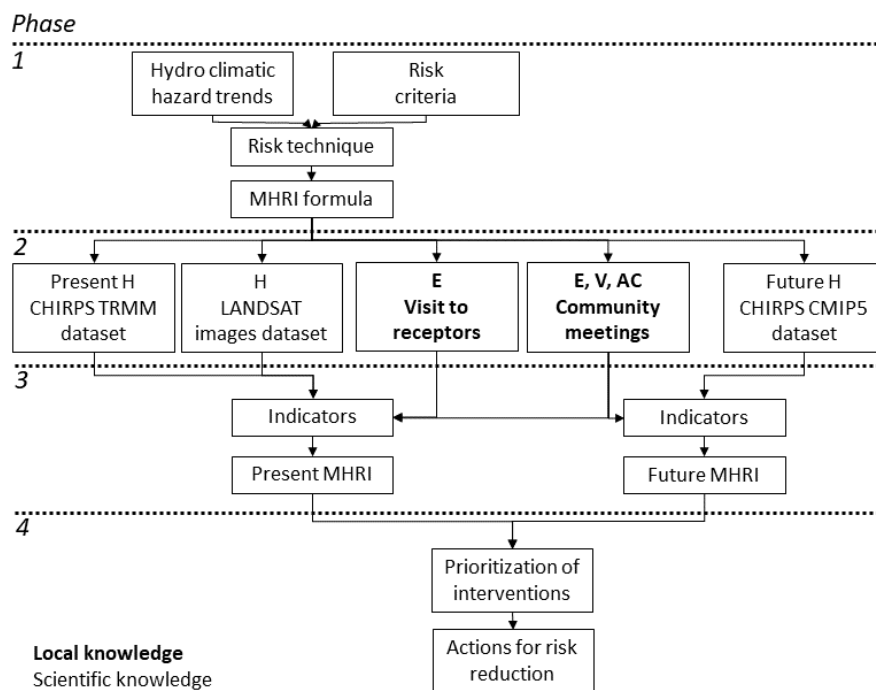 Phase
1
Hydro climatic
hazard trends
Risk
criteria
Risk technique
MHRI formula
2
Present H
CHIRPS TRMM
dataset
H
LANDSAT
images dataset
E
Visit to
receptors
E, V, AC
Community
meetings
Future H
CHIRPS CMIP5
dataset
3
Indicators
Indicators
Present MHRI
Future MHRI
4
Prioritization of
interventions
Actions for risk
reduction
Local knowledge
Scientific knowledge